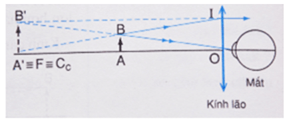 B' I
B
A'≡F≡Cc A O
Mắt
Kính lão